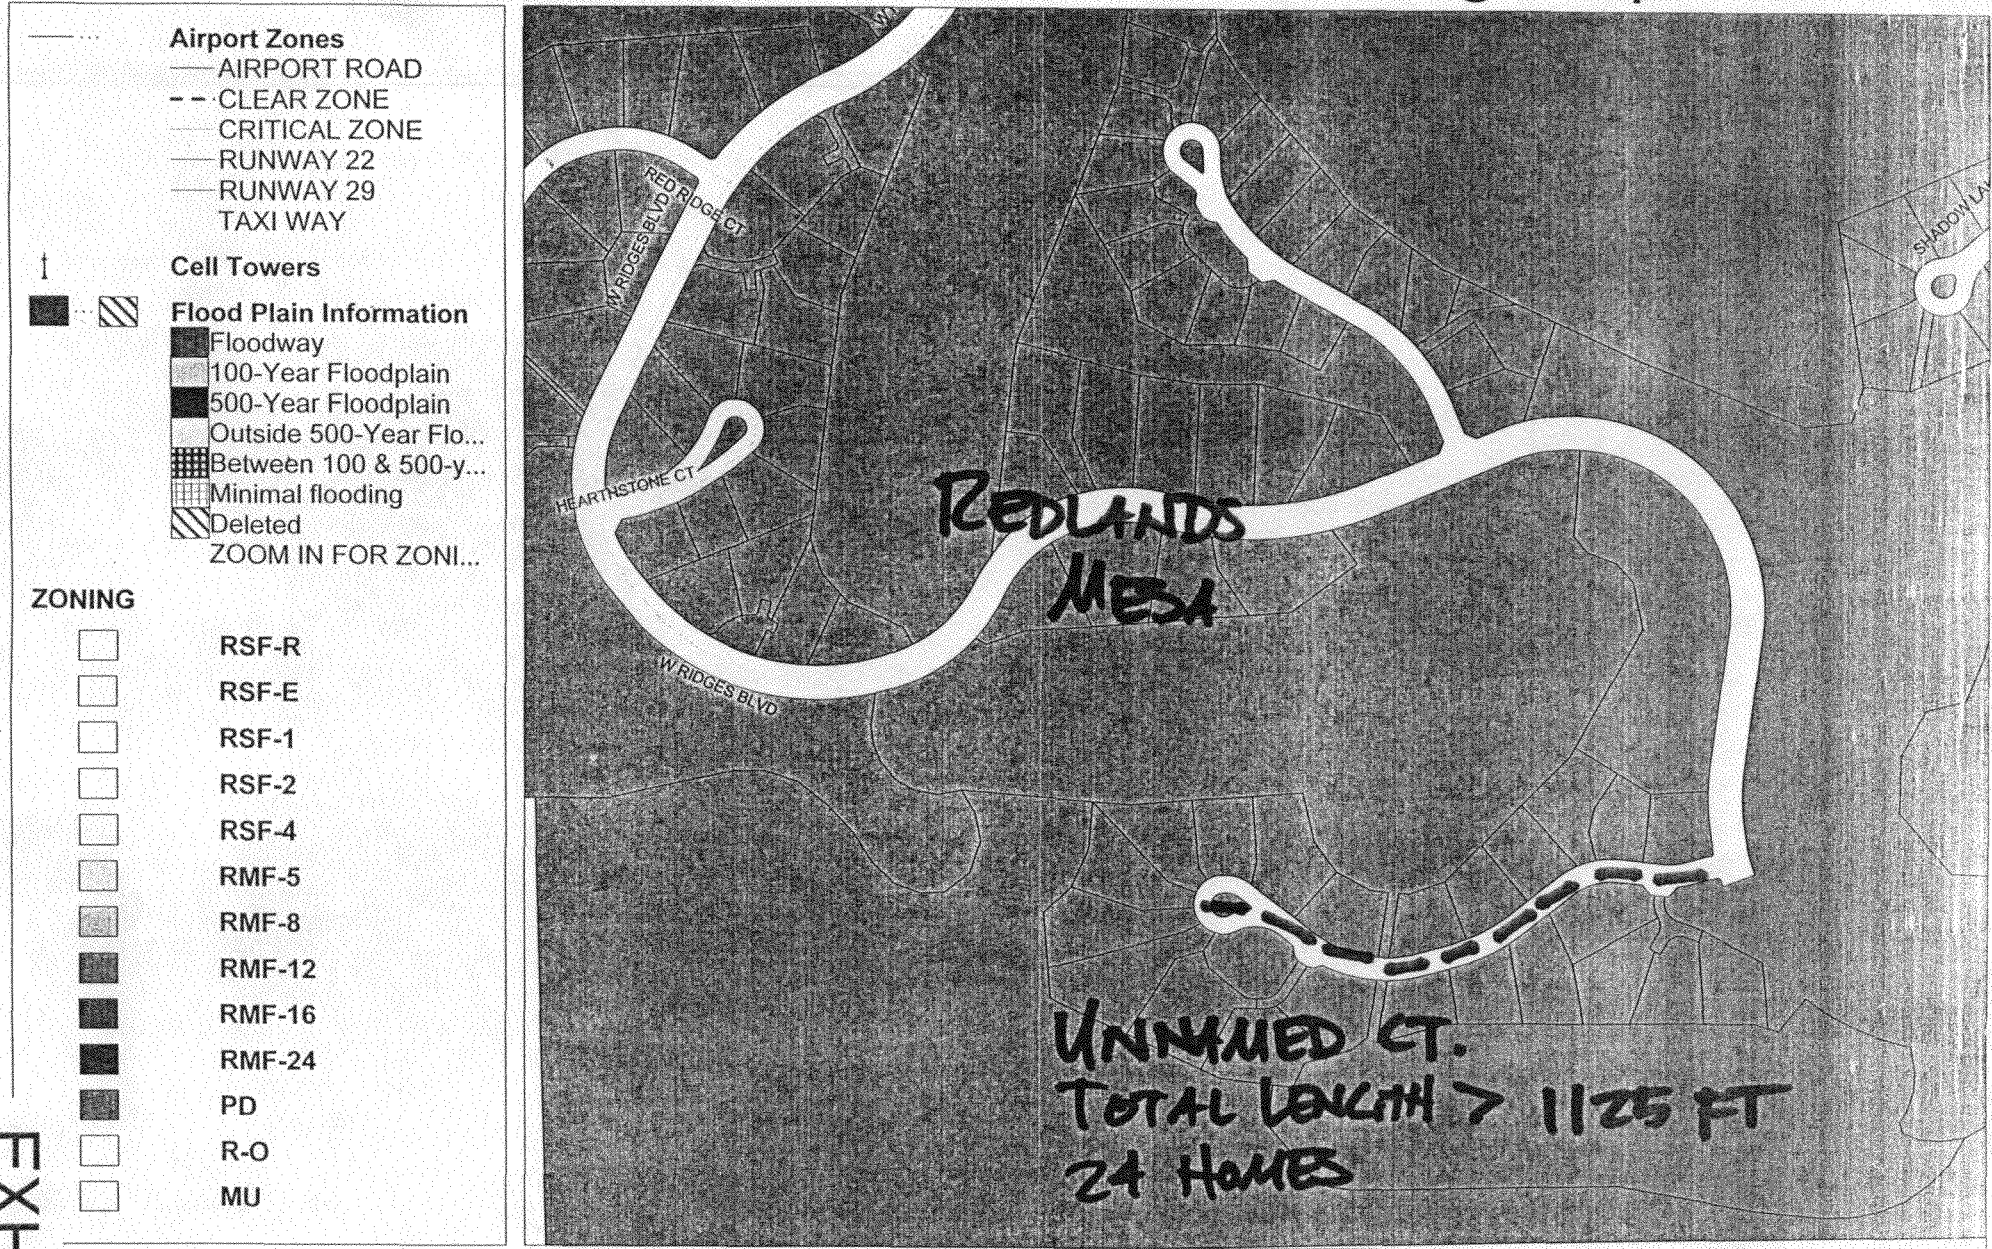 Airport Zones
AIRPORT ROAD
CLEAR ZONE
CRITICAL ZONE
RUNWAY 22
RUNWAY 29
TAXI WAY
Cell Towers
Flood Plain Information
Floodway
100-Year Floodplain
500-Year Floodplain
Outside 500-Year Flo...
Between 100 & 500-y...
Minimal flooding
Deleted
ZOOM IN FOR ZONI...
ZONING
RSF-R
RSF-E
RSF-1
RSF-2
RSF-4
RMF-5
RMF-8
RMF-12
RMF-16
RMF-24
PD
R-O
MU
RED RIDGE CT
W RIDGES BLVD
HEARTHSTONE CT
W RIDGES BLVD
SHADOW
REDLANDS
MESA
UNNAMED CT.
TOTAL LENGTH > 1125 FT
24 HOMES